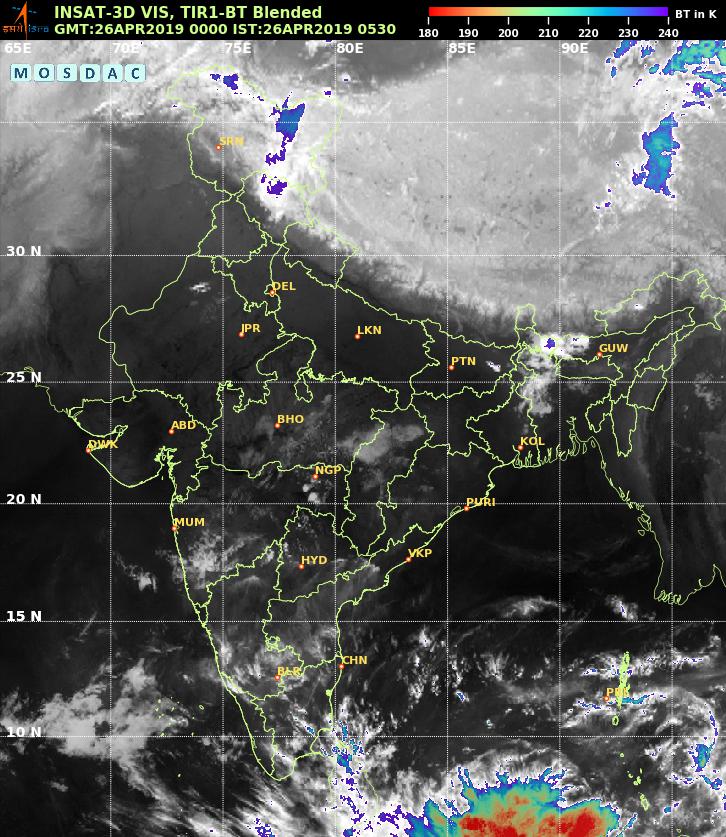 INSAT-3D VIS, TIR1-BT Blended
GMT:26APR2019 0000 IST:26APR2019 0530
BT in K
180 190 200 210 220 230 240
65E 70E 75E 80E 85E 90E
M O S D A C
SRN
30 N
DEL
JPR LKN
GUW
PTN
25 N
ABD BHO
DWK KOL
NGP
20 N PURI
MUM
HYD VKP
15 N
BLR CHN
10 N